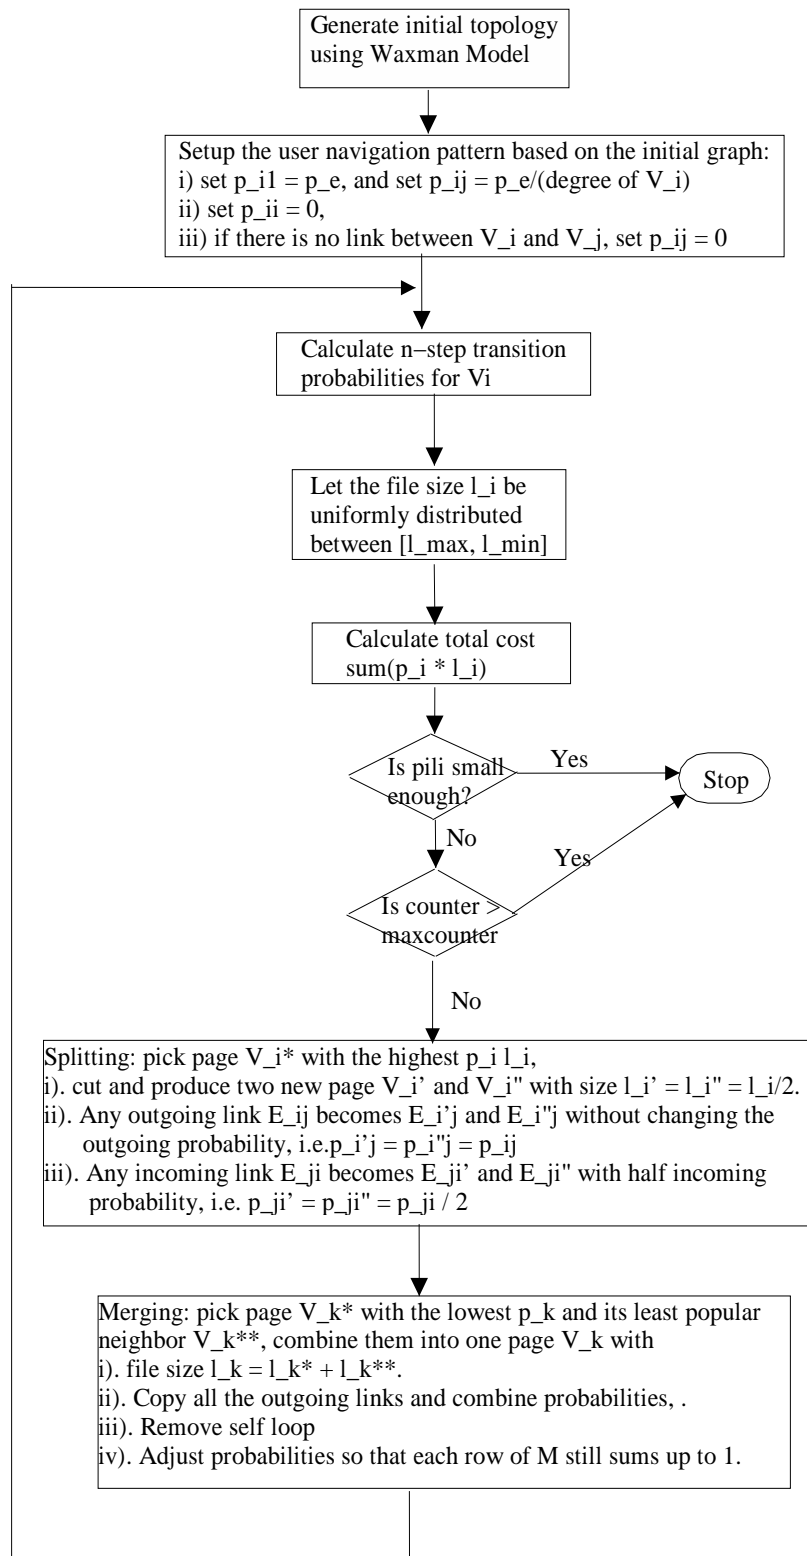 Generate initial topology
using Waxman Model
Setup the user navigation pattern based on the initial graph:
i) set p_i1 = p_e, and set p_ij = p_e/(degree of V_i)
ii) set p_ii = 0,
iii) if there is no link between V_i and V_j, set p_ij = 0
Calculate n−step transition
probabilities for Vi
Let the file size l_i be
uniformly distributed
between [l_max, l_min]
Calculate total cost
sum(p_i * l_i)
Is pili small
enough?
Yes
Stop
No
Yes
Is counter >
maxcounter
No
Splitting: pick page V_i* with the highest p_i l_i,
i). cut and produce two new page V_i’ and V_i" with size l_i’ = l_i" = l_i/2.
ii). Any outgoing link E_ij becomes E_i’j and E_i"j without changing the
outgoing probability, i.e.p_i’j = p_i"j = p_ij
iii). Any incoming link E_ji becomes E_ji’ and E_ji" with half incoming
probability, i.e. p_ji’ = p_ji" = p_ji / 2
Merging: pick page V_k* with the lowest p_k and its least popular
neighbor V_k**, combine them into one page V_k with
i). file size l_k = l_k* + l_k**.
ii). Copy all the outgoing links and combine probabilities, .
iii). Remove self loop
iv). Adjust probabilities so that each row of M still sums up to 1.